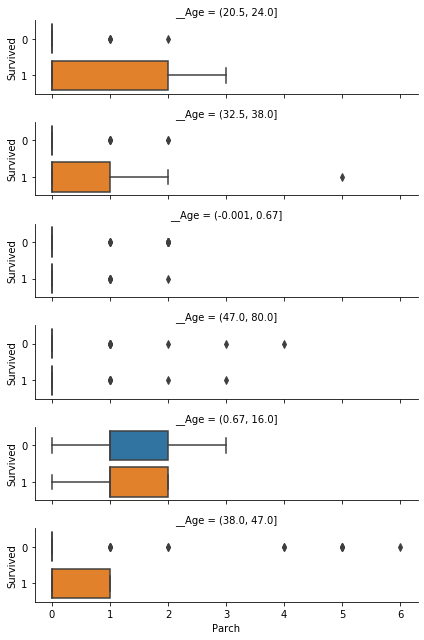 __Age = (20.5, 24.0]
Survived
0
1
__Age = (32.5, 38.0]
Survived
0
1
__Age = (-0.001, 0.67]
Survived
0
1
__Age = (47.0, 80.0]
Survived
0
1
__Age = (0.67, 16.0]
Survived
0
1
__Age = (38.0, 47.0]
Survived
0
1
0 1 2 3 4 5 6
Parch